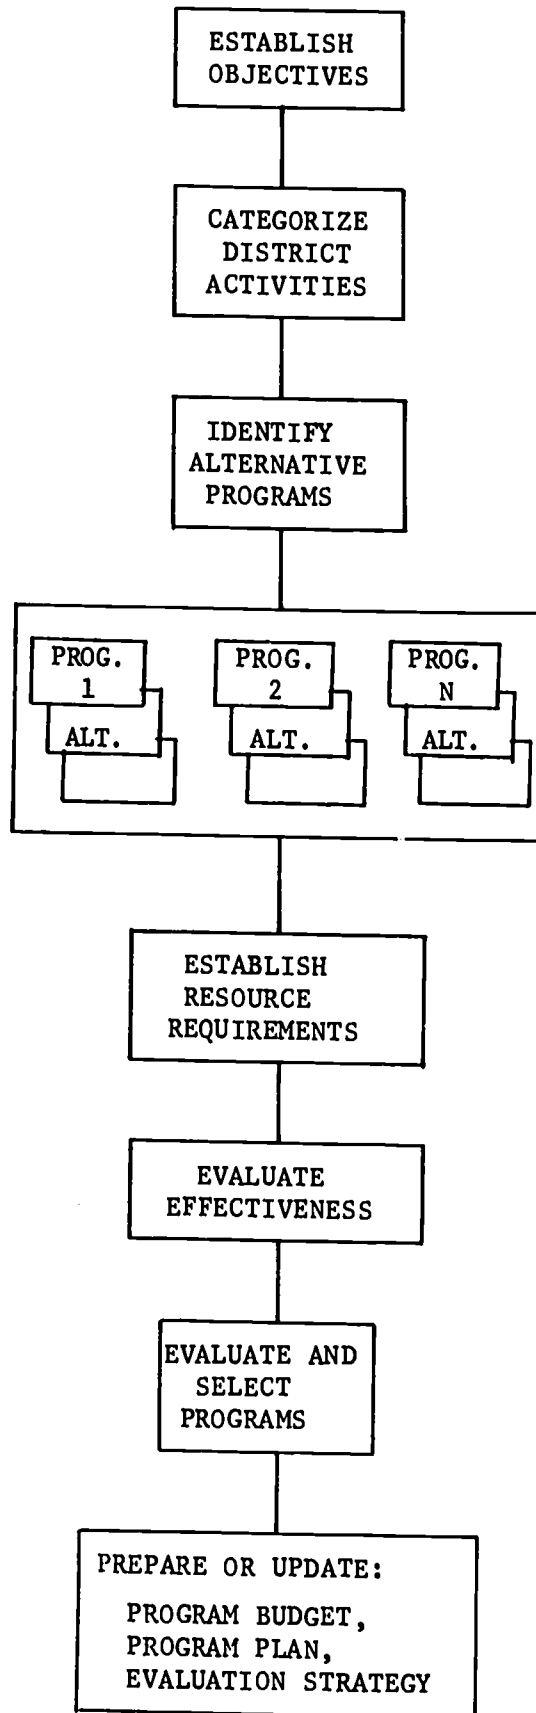 ESTABLISH
OBJECTIVES
CATEGORIZE
DISTRICT
ACTIVITIES
IDENTIFY
ALTERNATIVE
PROGRAMS
PROG.
1
ALT.
PROG.
2
ALT.
PROG.
N
ALT.
ESTABLISH
RESOURCE
REQUIREMENTS
EVALUATE
EFFECTIVENESS
EVALUATE AND
SELECT
PROGRAMS
PREPARE OR UPDATE:
PROGRAM BUDGET,
PROGRAM PLAN,
EVALUATION STRATEGY